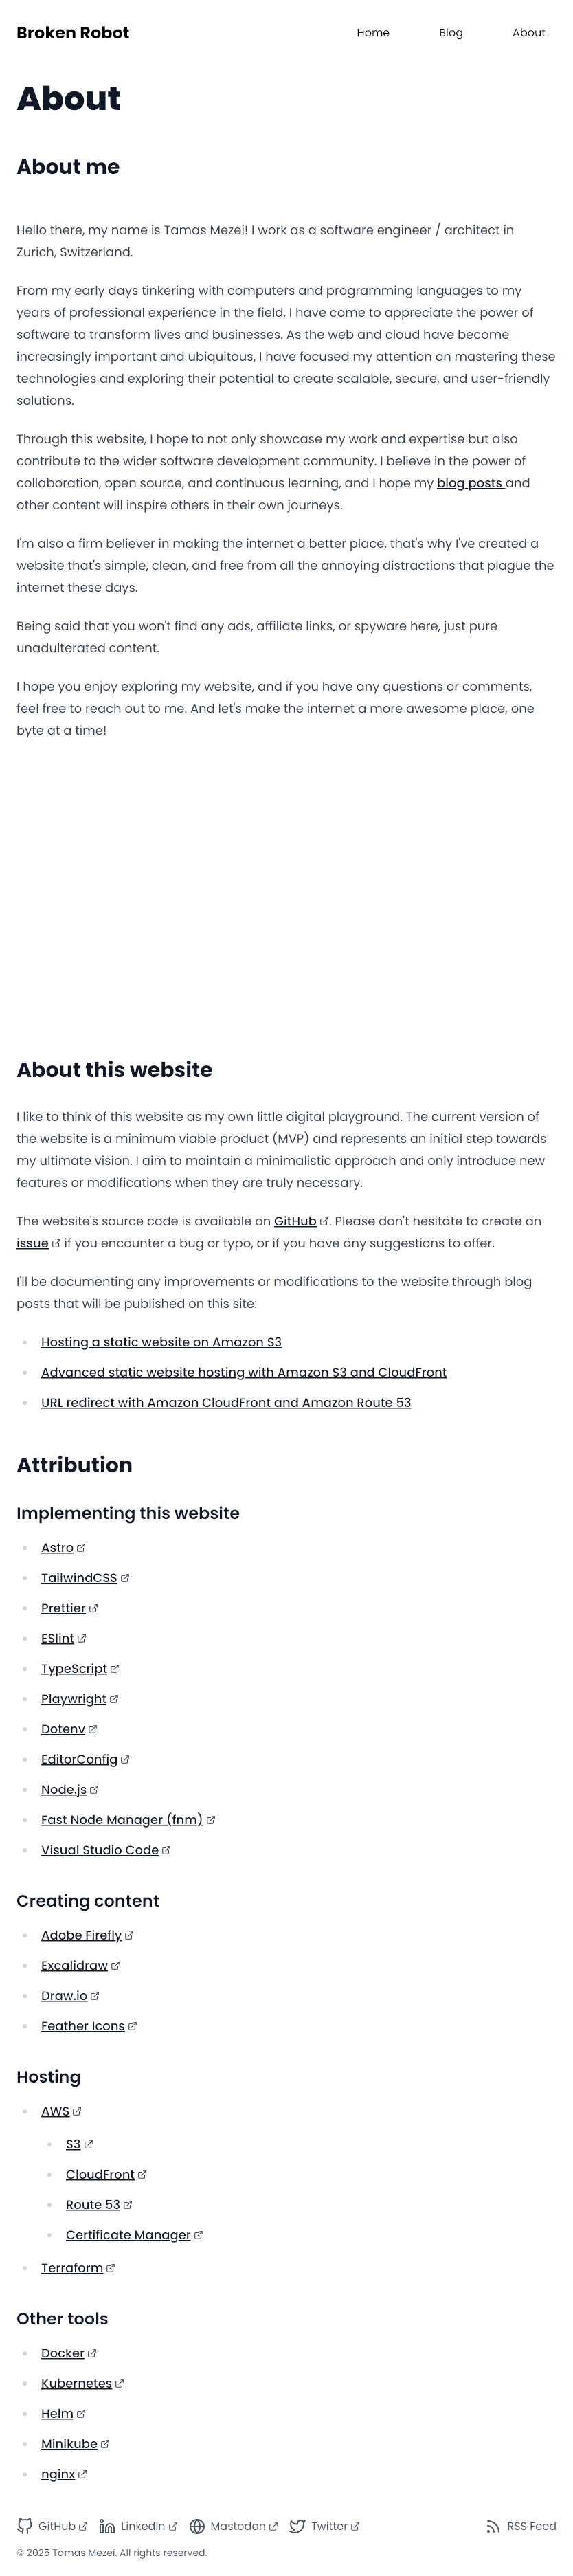 Broken Robot
Home
Blog
About
About
About me
Hello there, my name is Tamas Mezei! I work as a software engineer / architect in
Zurich, Switzerland.
From my early days tinkering with computers and programming languages to my
years of professional experience in the field, I have come to appreciate the power of
software to transform lives and businesses. As the web and cloud have become
increasingly important and ubiquitous, I have focused my attention on mastering these
technologies and exploring their potential to create scalable, secure, and user-friendly
solutions.
Through this website, I hope to not only showcase my work and expertise but also
contribute to the wider software development community. I believe in the power of
collaboration, open source, and continuous learning, and I hope my blog posts and
other content will inspire others in their own journeys.
I'm also a firm believer in making the internet a better place, that's why I've created a
website that's simple, clean, and free from all the annoying distractions that plague the
internet these days.
Being said that you won't find any ads, affiliate links, or spyware here, just pure
unadulterated content.
I hope you enjoy exploring my website, and if you have any questions or comments,
feel free to reach out to me. And let's make the internet a more awesome place, one
byte at a time!
About this website
I like to think of this website as my own little digital playground. The current version of
the website is a minimum viable product (MVP) and represents an initial step towards
my ultimate vision. I aim to maintain a minimalistic approach and only introduce new
features or modifications when they are truly necessary.
The website's source code is available on GitHub. Please don't hesitate to create an
issue if you encounter a bug or typo, or if you have any suggestions to offer.
I'll be documenting any improvements or modifications to the website through blog
posts that will be published on this site:
Hosting a static website on Amazon S3
Advanced static website hosting with Amazon S3 and CloudFront
URL redirect with Amazon CloudFront and Amazon Route 53
Attribution
Implementing this website
Astro
TailwindCSS
Prettier
ESlint
TypeScript
Playwright
Dotenv
EditorConfig
Node.js
Fast Node Manager (fnm)
Visual Studio Code
Creating content
Adobe Firefly
Excalidraw
Draw.io
Feather Icons
Hosting
AWS
S3
CloudFront
Route 53
Certificate Manager
Terraform
Other tools
Docker
Kubernetes
Helm
Minikube
nginx
GitHub
LinkedIn
Mastodon
Twitter
RSS Feed
© 2025 Tamas Mezei. All rights reserved.